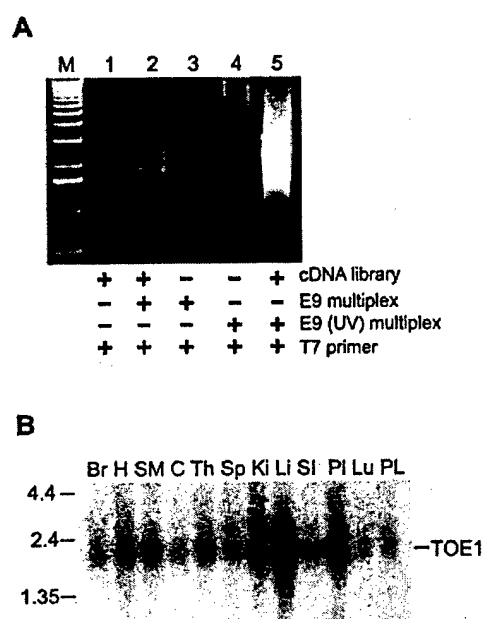 A
M 1 2 3 4 5
+ + − − + cDNA library
− + + − − E9 multiplex
− − − + + E9 (UV) multiplex
+ + + + + T7 primer
B
Br H SM C Th Sp Ki Li SI Pl Lu PL
4.4−
2.4− −TOE1
1.35−